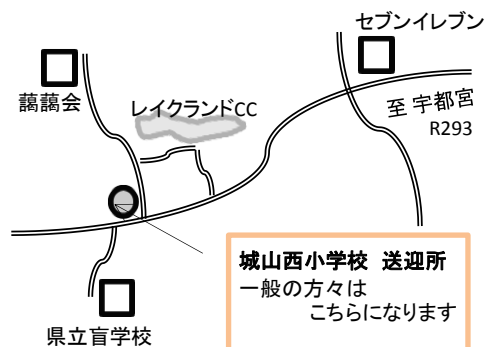 セブンイレブン
藹藹会
レイクランドCC
至 宇都宮
R293
城山西小学校 送迎所
一般の方々は
こちらになります
県立盲学校